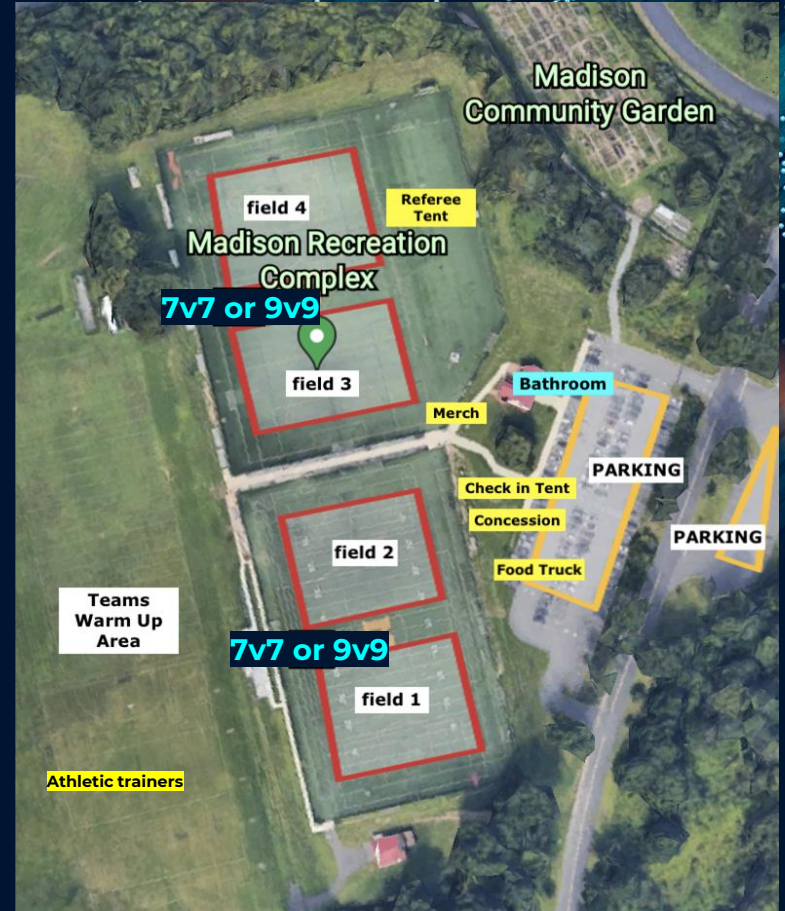 Madison
Community Garden
Referee
Tent
field 4
Madison Recreation
Complex
7v7 or 9v9
field 3
Bathroom
Merch
PARKING
Check in Tent
Concession
PARKING
field 2
Food Truck
Teams
Warm Up
Area
7v7 or 9v9
field 1
Athletic trainers